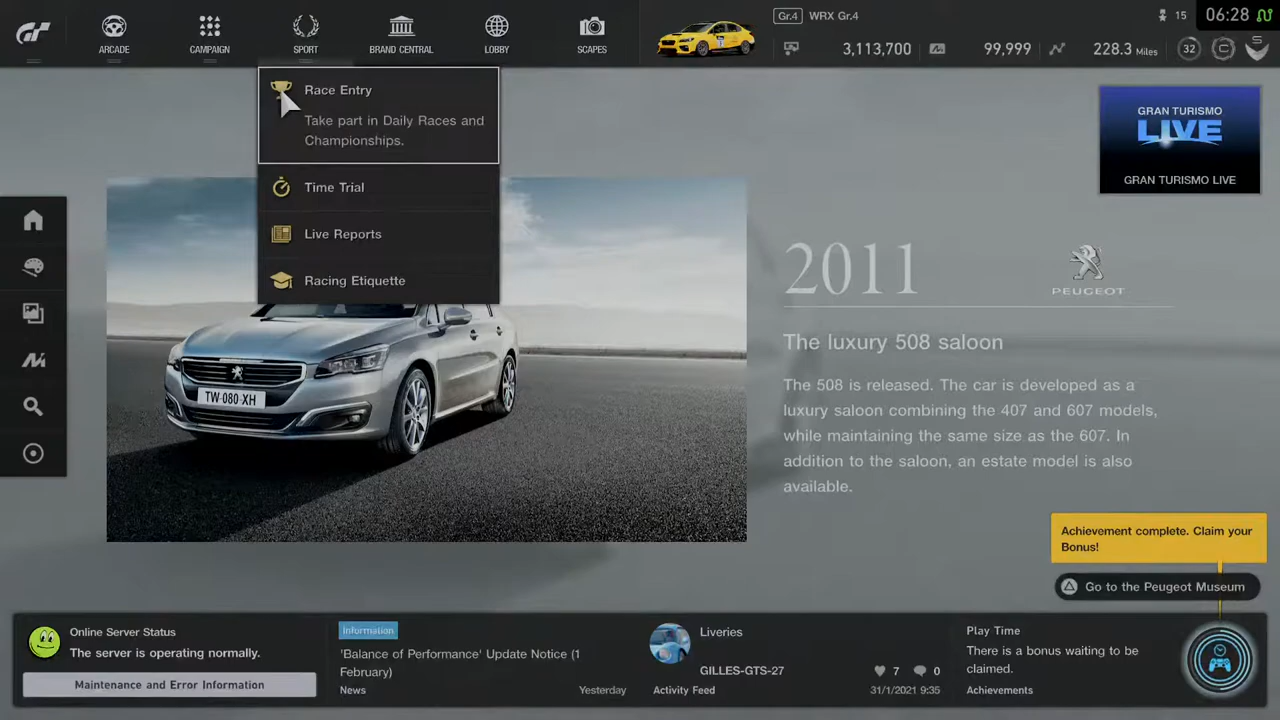 GT
ARCADE
CAMPAIGN
SPORT
BRAND CENTRAL
LOBBY
SCAPES
Gr.4 WRX Gr.4
15
06:28
3,113,700
99,999
228.3 Miles
32
C
S
Race Entry
Take part in Daily Races and
Championships.
Time Trial
Live Reports
Racing Etiquette
GRAN TURISMO
LIVE
GRAN TURISMO LIVE
TW·080·XH
2011
PEUGEOT
The luxury 508 saloon
The 508 is released. The car is developed as a
luxury saloon combining the 407 and 607 models,
while maintaining the same size as the 607. In
addition to the saloon, an estate model is also
available.
Achievement complete. Claim your
Bonus!
Go to the Peugeot Museum
Online Server Status
The server is operating normally.
Maintenance and Error Information
Information
'Balance of Performance' Update Notice (1
February)
News
Yesterday
Liveries
GILLES-GTS-27
7
0
Activity Feed
31/1/2021 9:35
Play Time
There is a bonus waiting to be
claimed.
Achievements